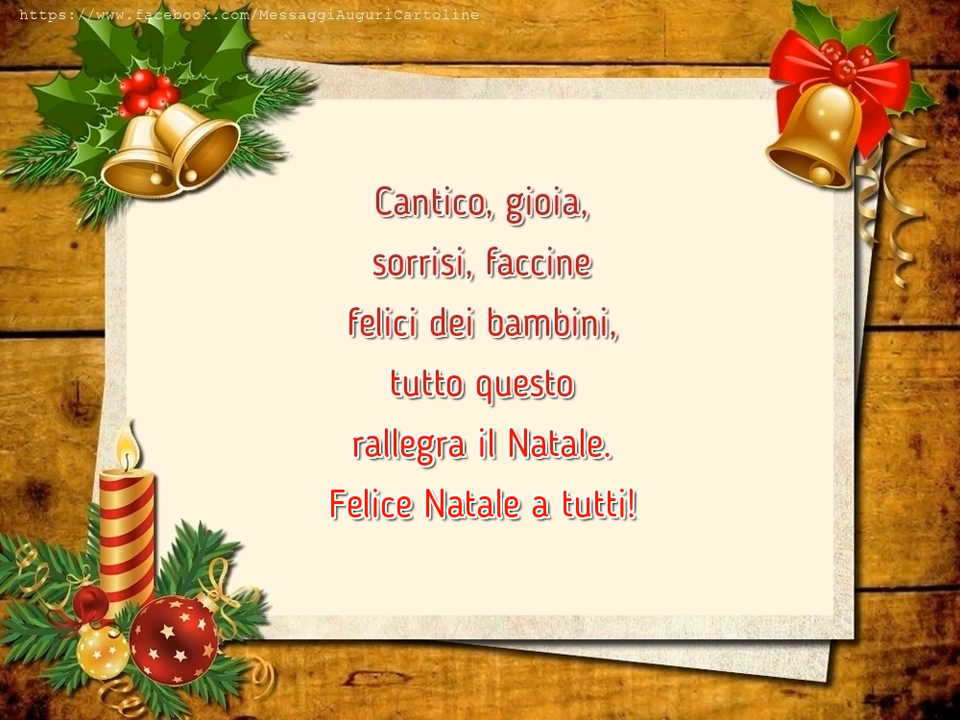 https://www.facebook.com/MessaggiAuguriCartoline
Cantico, gioia,
sorrisi, faccine
felici dei bambini,
tutto questo
rallegra il Natale.
Felice Natale a tutti!